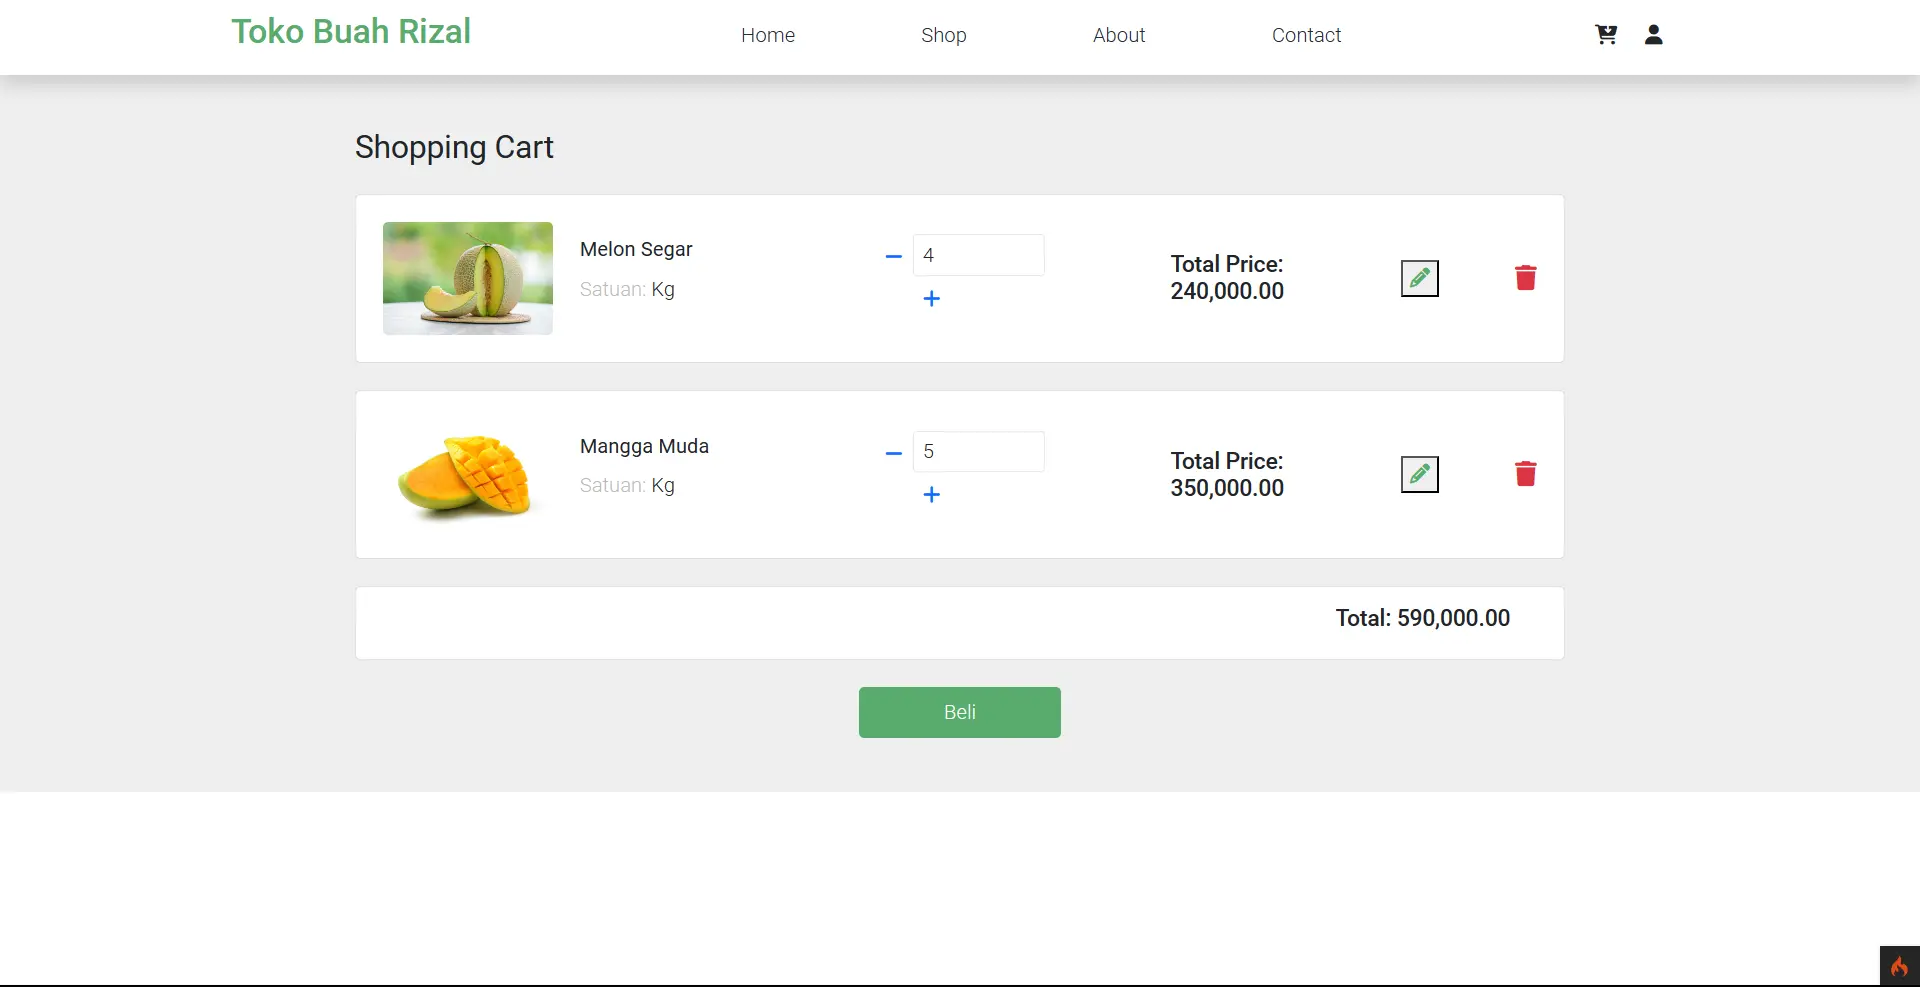 Toko Buah Rizal
Home
Shop
About
Contact
Shopping Cart
Melon Segar
Satuan: Kg
4
Total Price:
240,000.00
Mangga Muda
Satuan: Kg
5
Total Price:
350,000.00
Total: 590,000.00
Beli